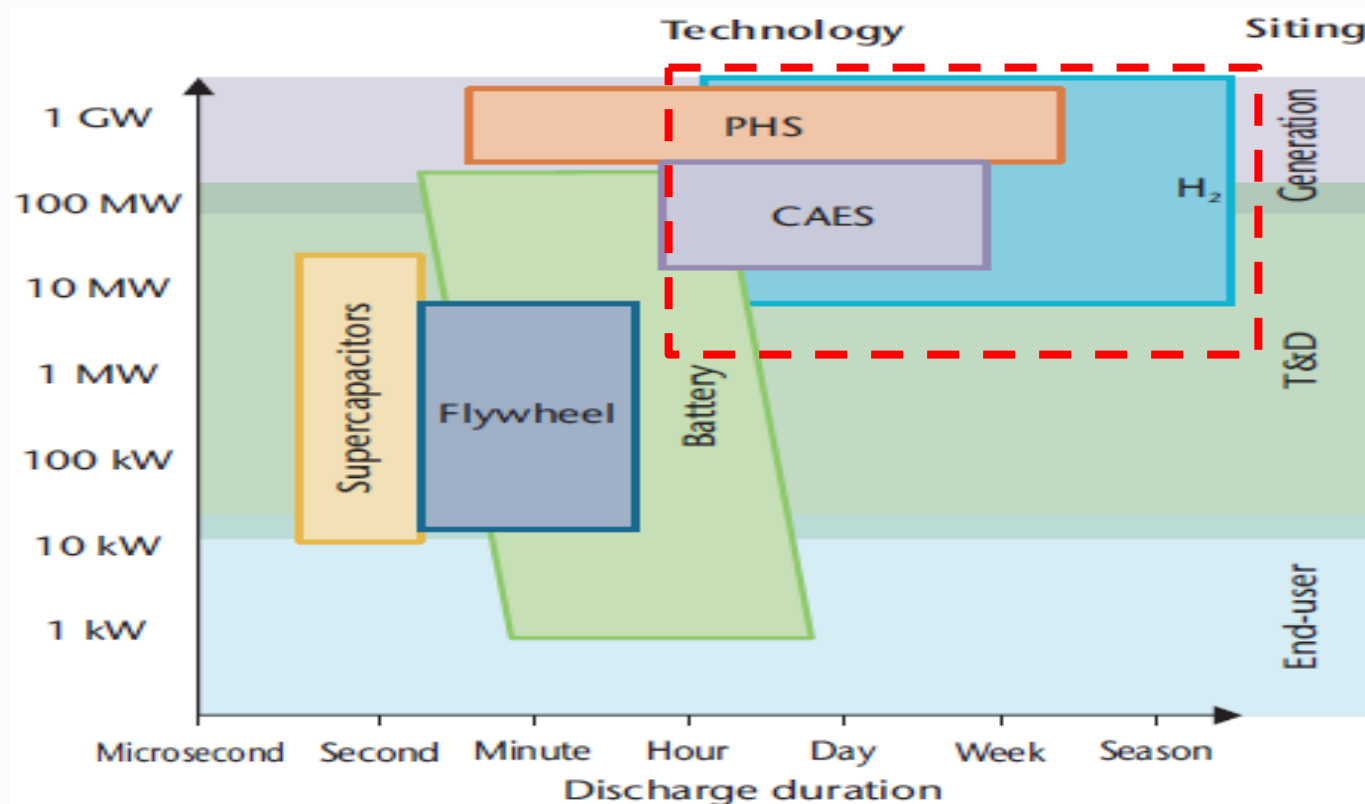 Technology Siting
1 GW
100 MW
10 MW
1 MW
100 kW
10 kW
1 kW
PHS
CAES
H₂
Supercapacitors
Flywheel
Battery
Generation
T&D
End-user
Microsecond Second Minute Hour Day Week Season
Discharge duration